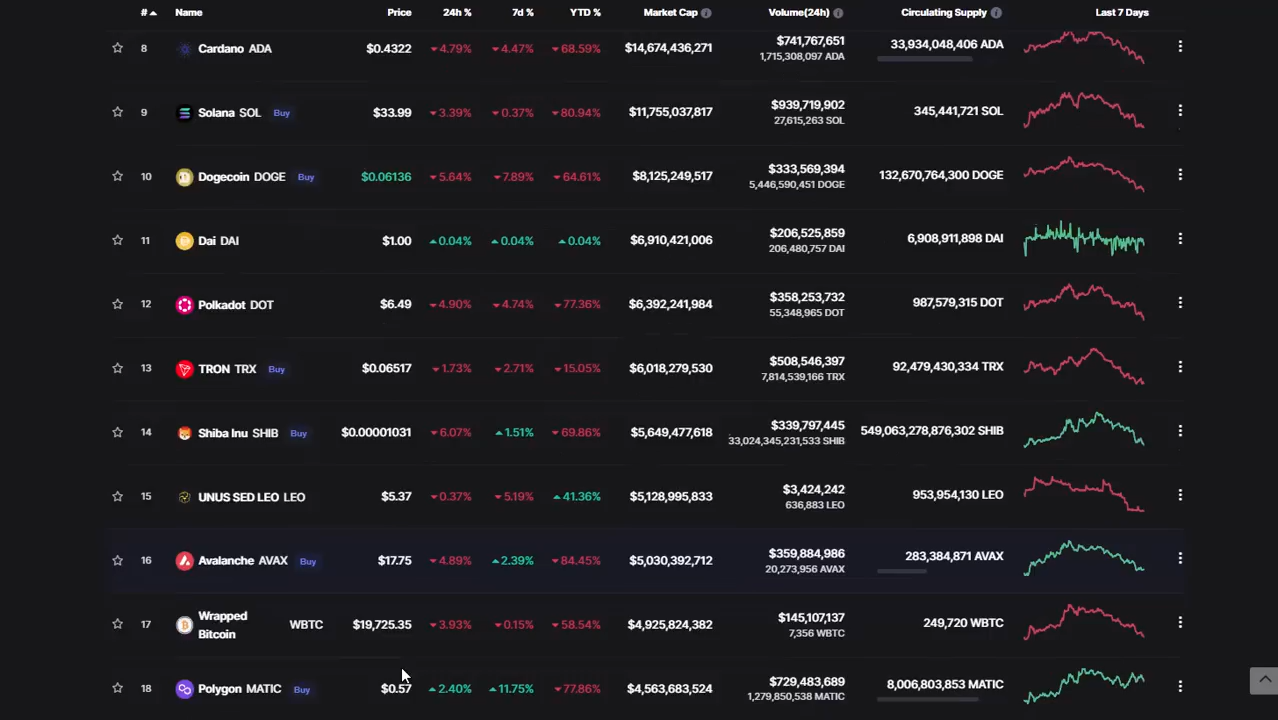 # Name Price 24h % 7d % YTD % Market Cap Volume(24h) Circulating Supply Last 7 Days
8 Cardano ADA $0.4322 4.79% 4.47% 68.59% $14,674,436,271 $741,767,651 33,934,048,406 ADA
1,715,308,097 ADA
9 Solana SOL Buy $33.99 3.39% 0.37% 80.94% $11,755,037,817 $939,719,902 345,441,721 SOL
27,615,263 SOL
10 Dogecoin DOGE Buy $0.06136 5.64% 7.89% 64.61% $8,125,249,517 $333,569,394 132,670,764,300 DOGE
5,446,590,451 DOGE
11 Dai DAI $1.00 0.04% 0.04% 0.04% $6,910,421,006 $206,525,859 6,908,911,898 DAI
206,480,757 DAI
12 Polkadot DOT $6.49 4.90% 4.74% 77.36% $6,392,241,984 $358,253,732 987,579,315 DOT
55,348,965 DOT
13 TRON TRX Buy $0.06517 1.73% 2.71% 15.05% $6,018,279,530 $508,546,397 92,479,430,334 TRX
7,814,539,166 TRX
14 Shiba Inu SHIB Buy $0.00001031 6.07% 1.51% 69.86% $5,649,477,618 $339,797,445 549,063,278,876,302 SHIB
33,024,345,231,533 SHIB
15 UNUS SED LEO LEO $5.37 0.37% 5.19% 41.36% $5,128,995,833 $3,424,242 953,954,130 LEO
636,883 LEO
16 Avalanche AVAX Buy $17.75 4.89% 2.39% 84.45% $5,030,392,712 $359,884,986 283,384,871 AVAX
20,273,956 AVAX
17 Wrapped Bitcoin WBTC $19,725.35 3.93% 0.15% 58.54% $4,925,824,382 $145,107,137 249,720 WBTC
7,356 WBTC
18 Polygon MATIC Buy $0.57 2.40% 11.75% 77.86% $4,563,683,524 $729,483,689 8,006,803,853 MATIC
1,279,850,538 MATIC